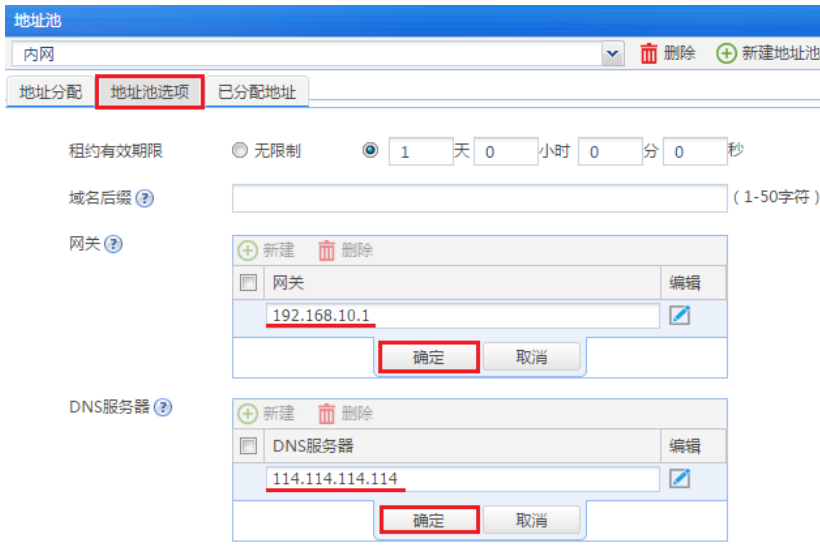 地址池
内网 删除 新建地址池
地址分配 地址池选项 已分配地址
租约有效期限 无限制 1 天 0 小时 0 分 0 秒
域名后缀 ? (1-50字符)
网关 ? 新建 删除
网关 编辑
192.168.10.1
确定 取消
DNS服务器 ? 新建 删除
DNS服务器 编辑
114.114.114.114
确定 取消